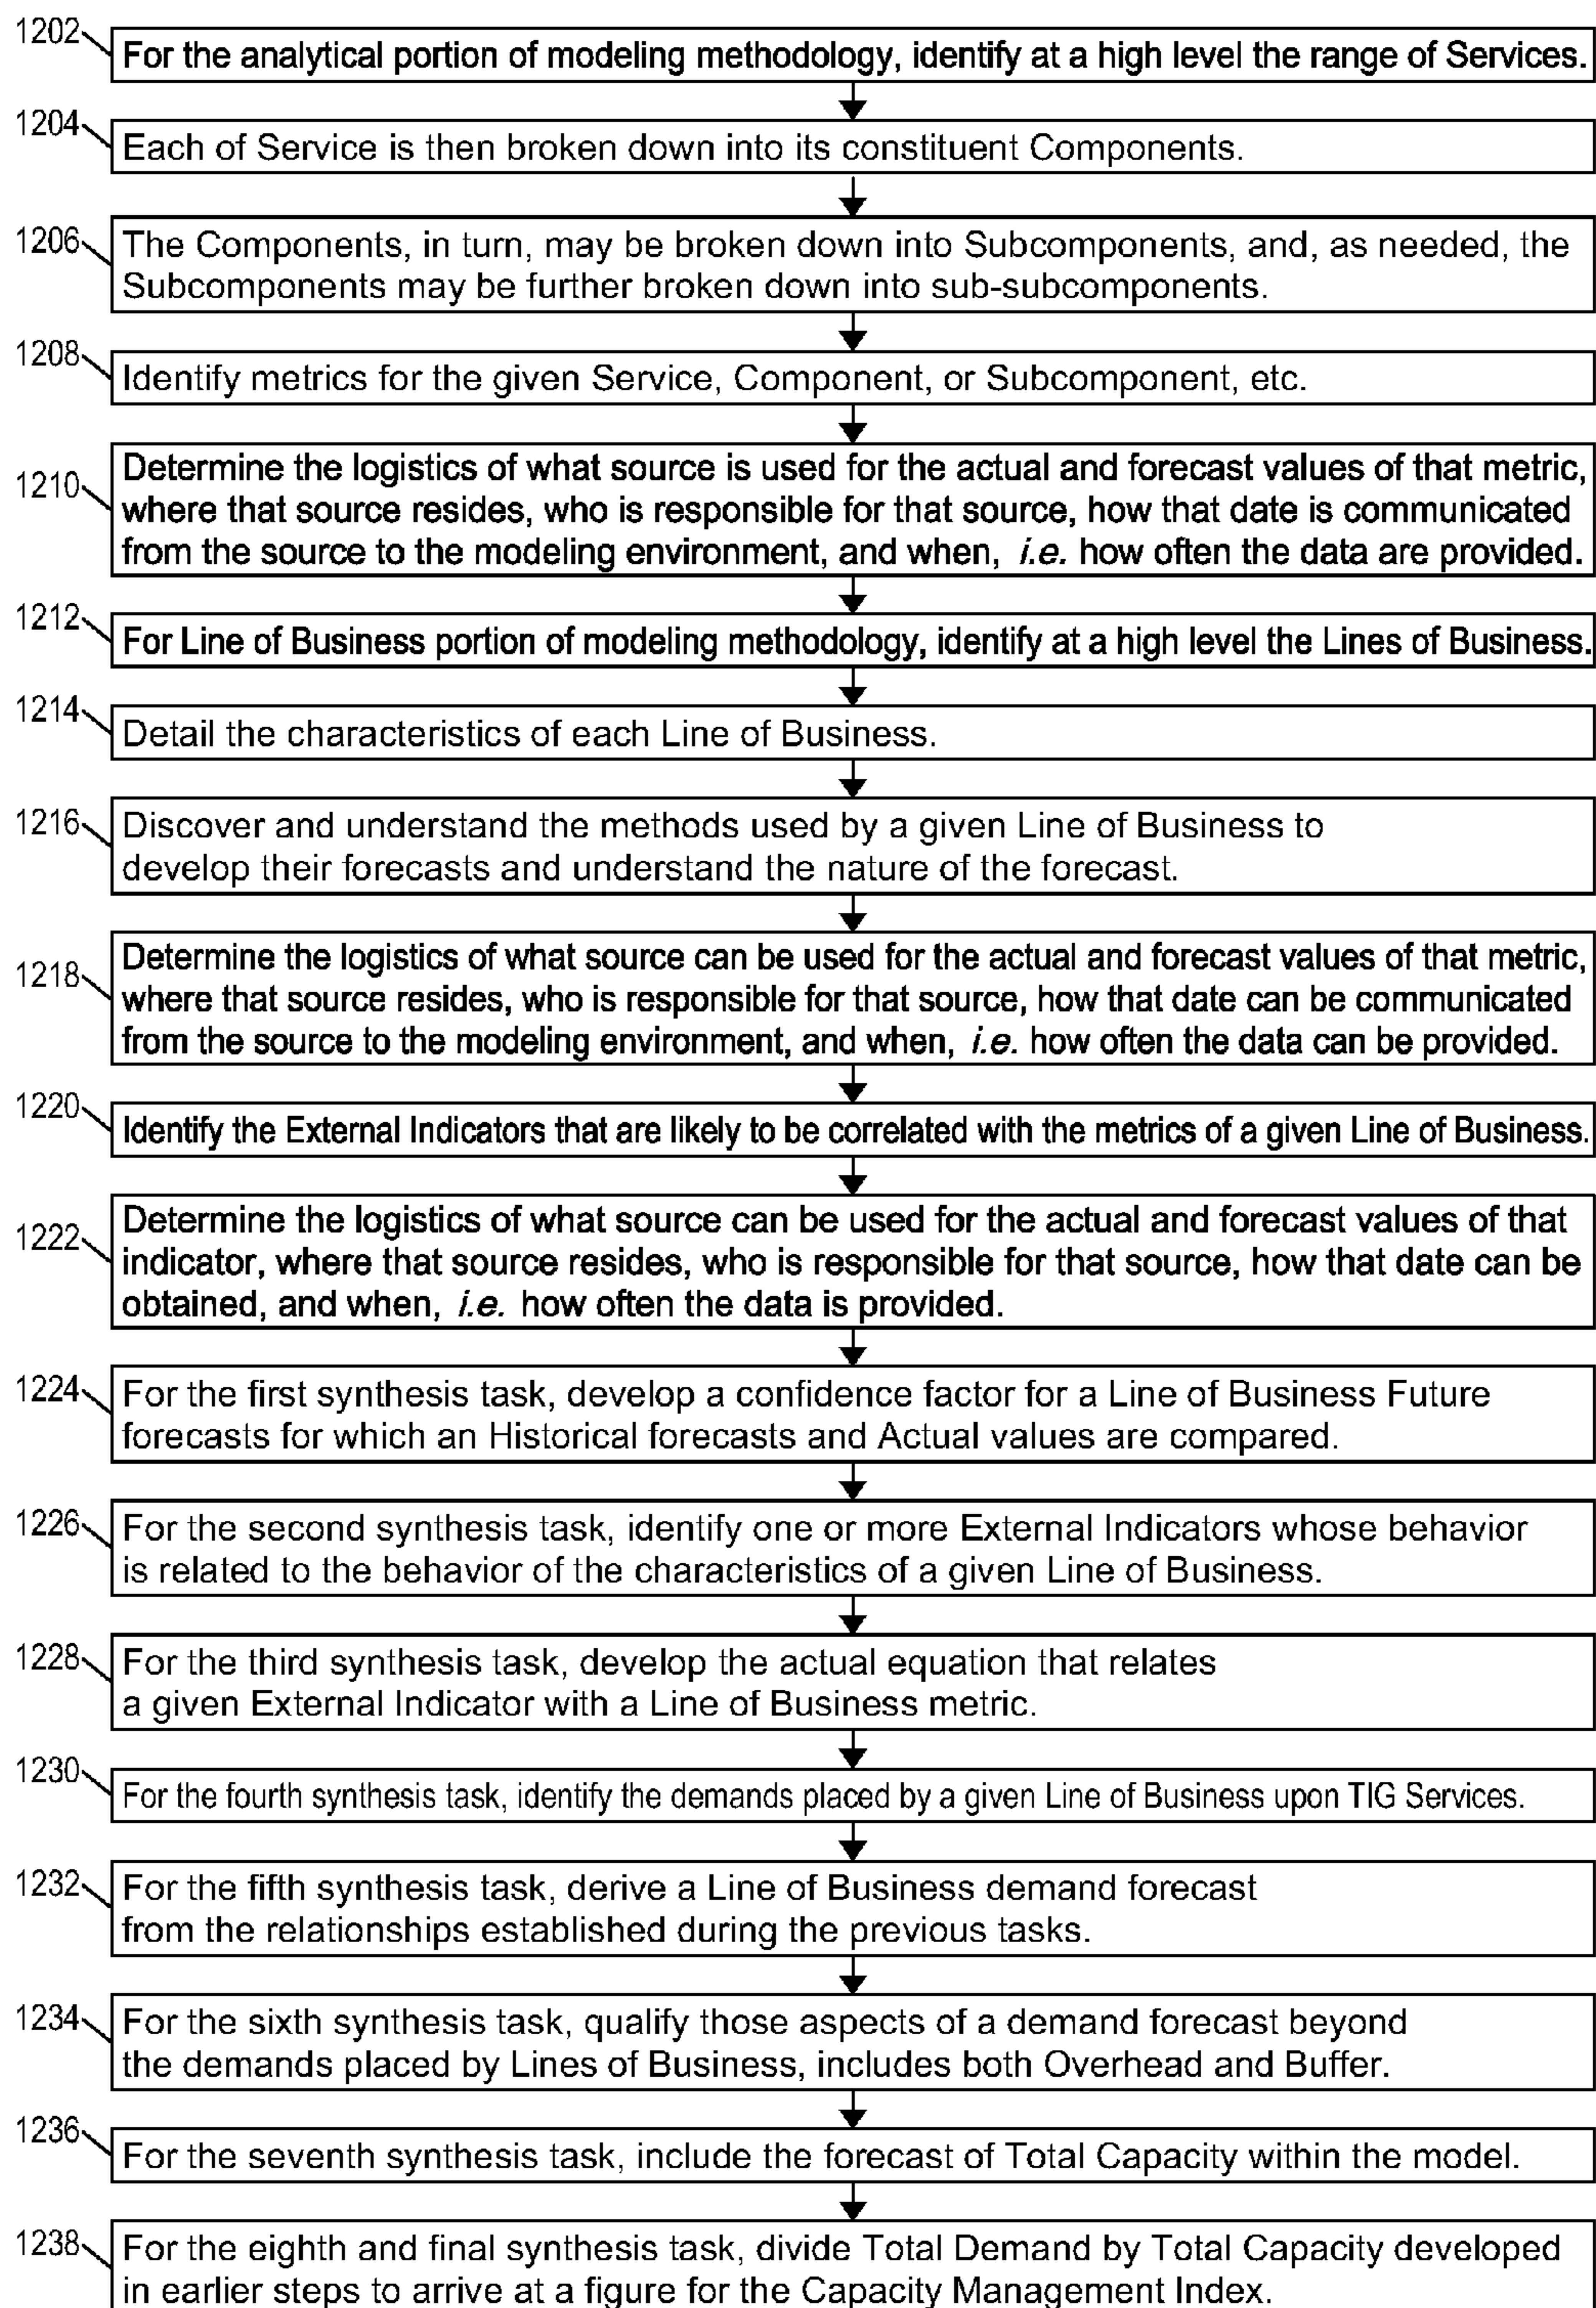 1202
For the analytical portion of modeling methodology, identify at a high level the range of Services.
1204
Each of Service is then broken down into its constituent Components.
1206
The Components, in turn, may be broken down into Subcomponents, and, as needed, the
Subcomponents may be further broken down into sub-subcomponents.
1208
Identify metrics for the given Service, Component, or Subcomponent, etc.
1210
Determine the logistics of what source is used for the actual and forecast values of that metric,
where that source resides, who is responsible for that source, how that date is communicated
from the source to the modeling environment, and when, i.e. how often the data are provided.
1212
For Line of Business portion of modeling methodology, identify at a high level the Lines of Business.
1214
Detail the characteristics of each Line of Business.
1216
Discover and understand the methods used by a given Line of Business to
develop their forecasts and understand the nature of the forecast.
1218
Determine the logistics of what source can be used for the actual and forecast values of that metric,
where that source resides, who is responsible for that source, how that date can be communicated
from the source to the modeling environment, and when, i.e. how often the data can be provided.
1220
Identify the External Indicators that are likely to be correlated with the metrics of a given Line of Business.
1222
Determine the logistics of what source can be used for the actual and forecast values of that
indicator, where that source resides, who is responsible for that source, how that date can be
obtained, and when, i.e. how often the data is provided.
1224
For the first synthesis task, develop a confidence factor for a Line of Business Future
forecasts for which an Historical forecasts and Actual values are compared.
1226
For the second synthesis task, identify one or more External Indicators whose behavior
is related to the behavior of the characteristics of a given Line of Business.
1228
For the third synthesis task, develop the actual equation that relates
a given External Indicator with a Line of Business metric.
1230
For the fourth synthesis task, identify the demands placed by a given Line of Business upon TIG Services.
1232
For the fifth synthesis task, derive a Line of Business demand forecast
from the relationships established during the previous tasks.
1234
For the sixth synthesis task, qualify those aspects of a demand forecast beyond
the demands placed by Lines of Business, includes both Overhead and Buffer.
1236
For the seventh synthesis task, include the forecast of Total Capacity within the model.
1238
For the eighth and final synthesis task, divide Total Demand by Total Capacity developed
in earlier steps to arrive at a figure for the Capacity Management Index.